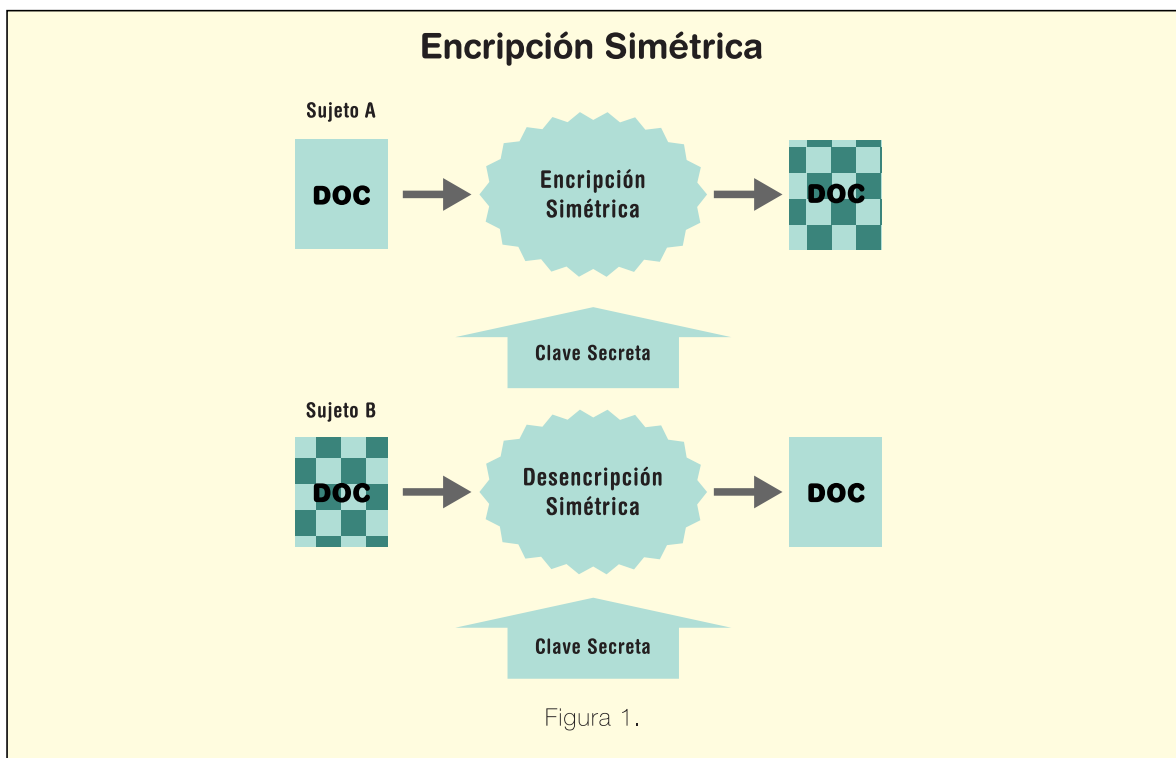 Encripción Simétrica
Sujeto A
DOC
Encripción
Simétrica
DOC
Clave Secreta
Sujeto B
DOC
Desencripción
Simétrica
DOC
Clave Secreta
Figura 1.